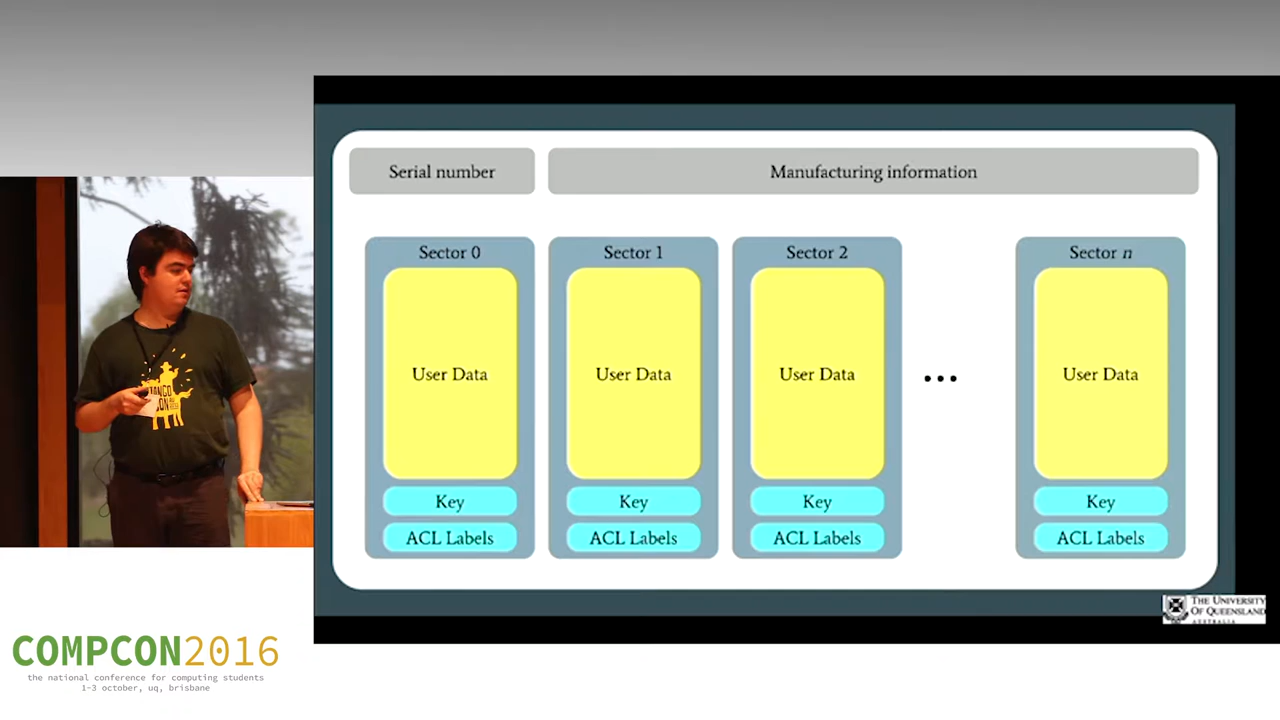 Serial number
Manufacturing information
Sector 0
Sector 1
Sector 2
Sector n
User Data
User Data
User Data
...
User Data
Key
Key
Key
Key
ACL Labels
ACL Labels
ACL Labels
ACL Labels
THE UNIVERSITY
OF QUEENSLAND
AUSTRALIA
COMPCON2016
the national conference for computing students
1-3 october, uq, brisbane